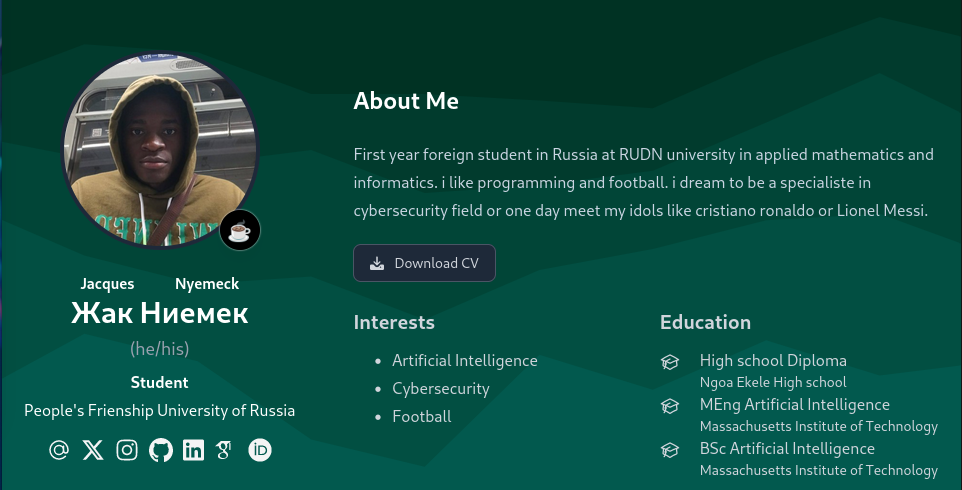 Jacques Nyemeck
Жак Ниемек
(he/his)
Student
People's Frienship University of Russia
About Me
First year foreign student in Russia at RUDN university in applied mathematics and
informatics. i like programming and football. i dream to be a specialiste in
cybersecurity field or one day meet my idols like cristiano ronaldo or Lionel Messi.
Download CV
Interests
Artificial Intelligence
Cybersecurity
Football
Education
High school Diploma
Ngoa Ekele High school
MEng Artificial Intelligence
Massachusetts Institute of Technology
BSc Artificial Intelligence
Massachusetts Institute of Technology